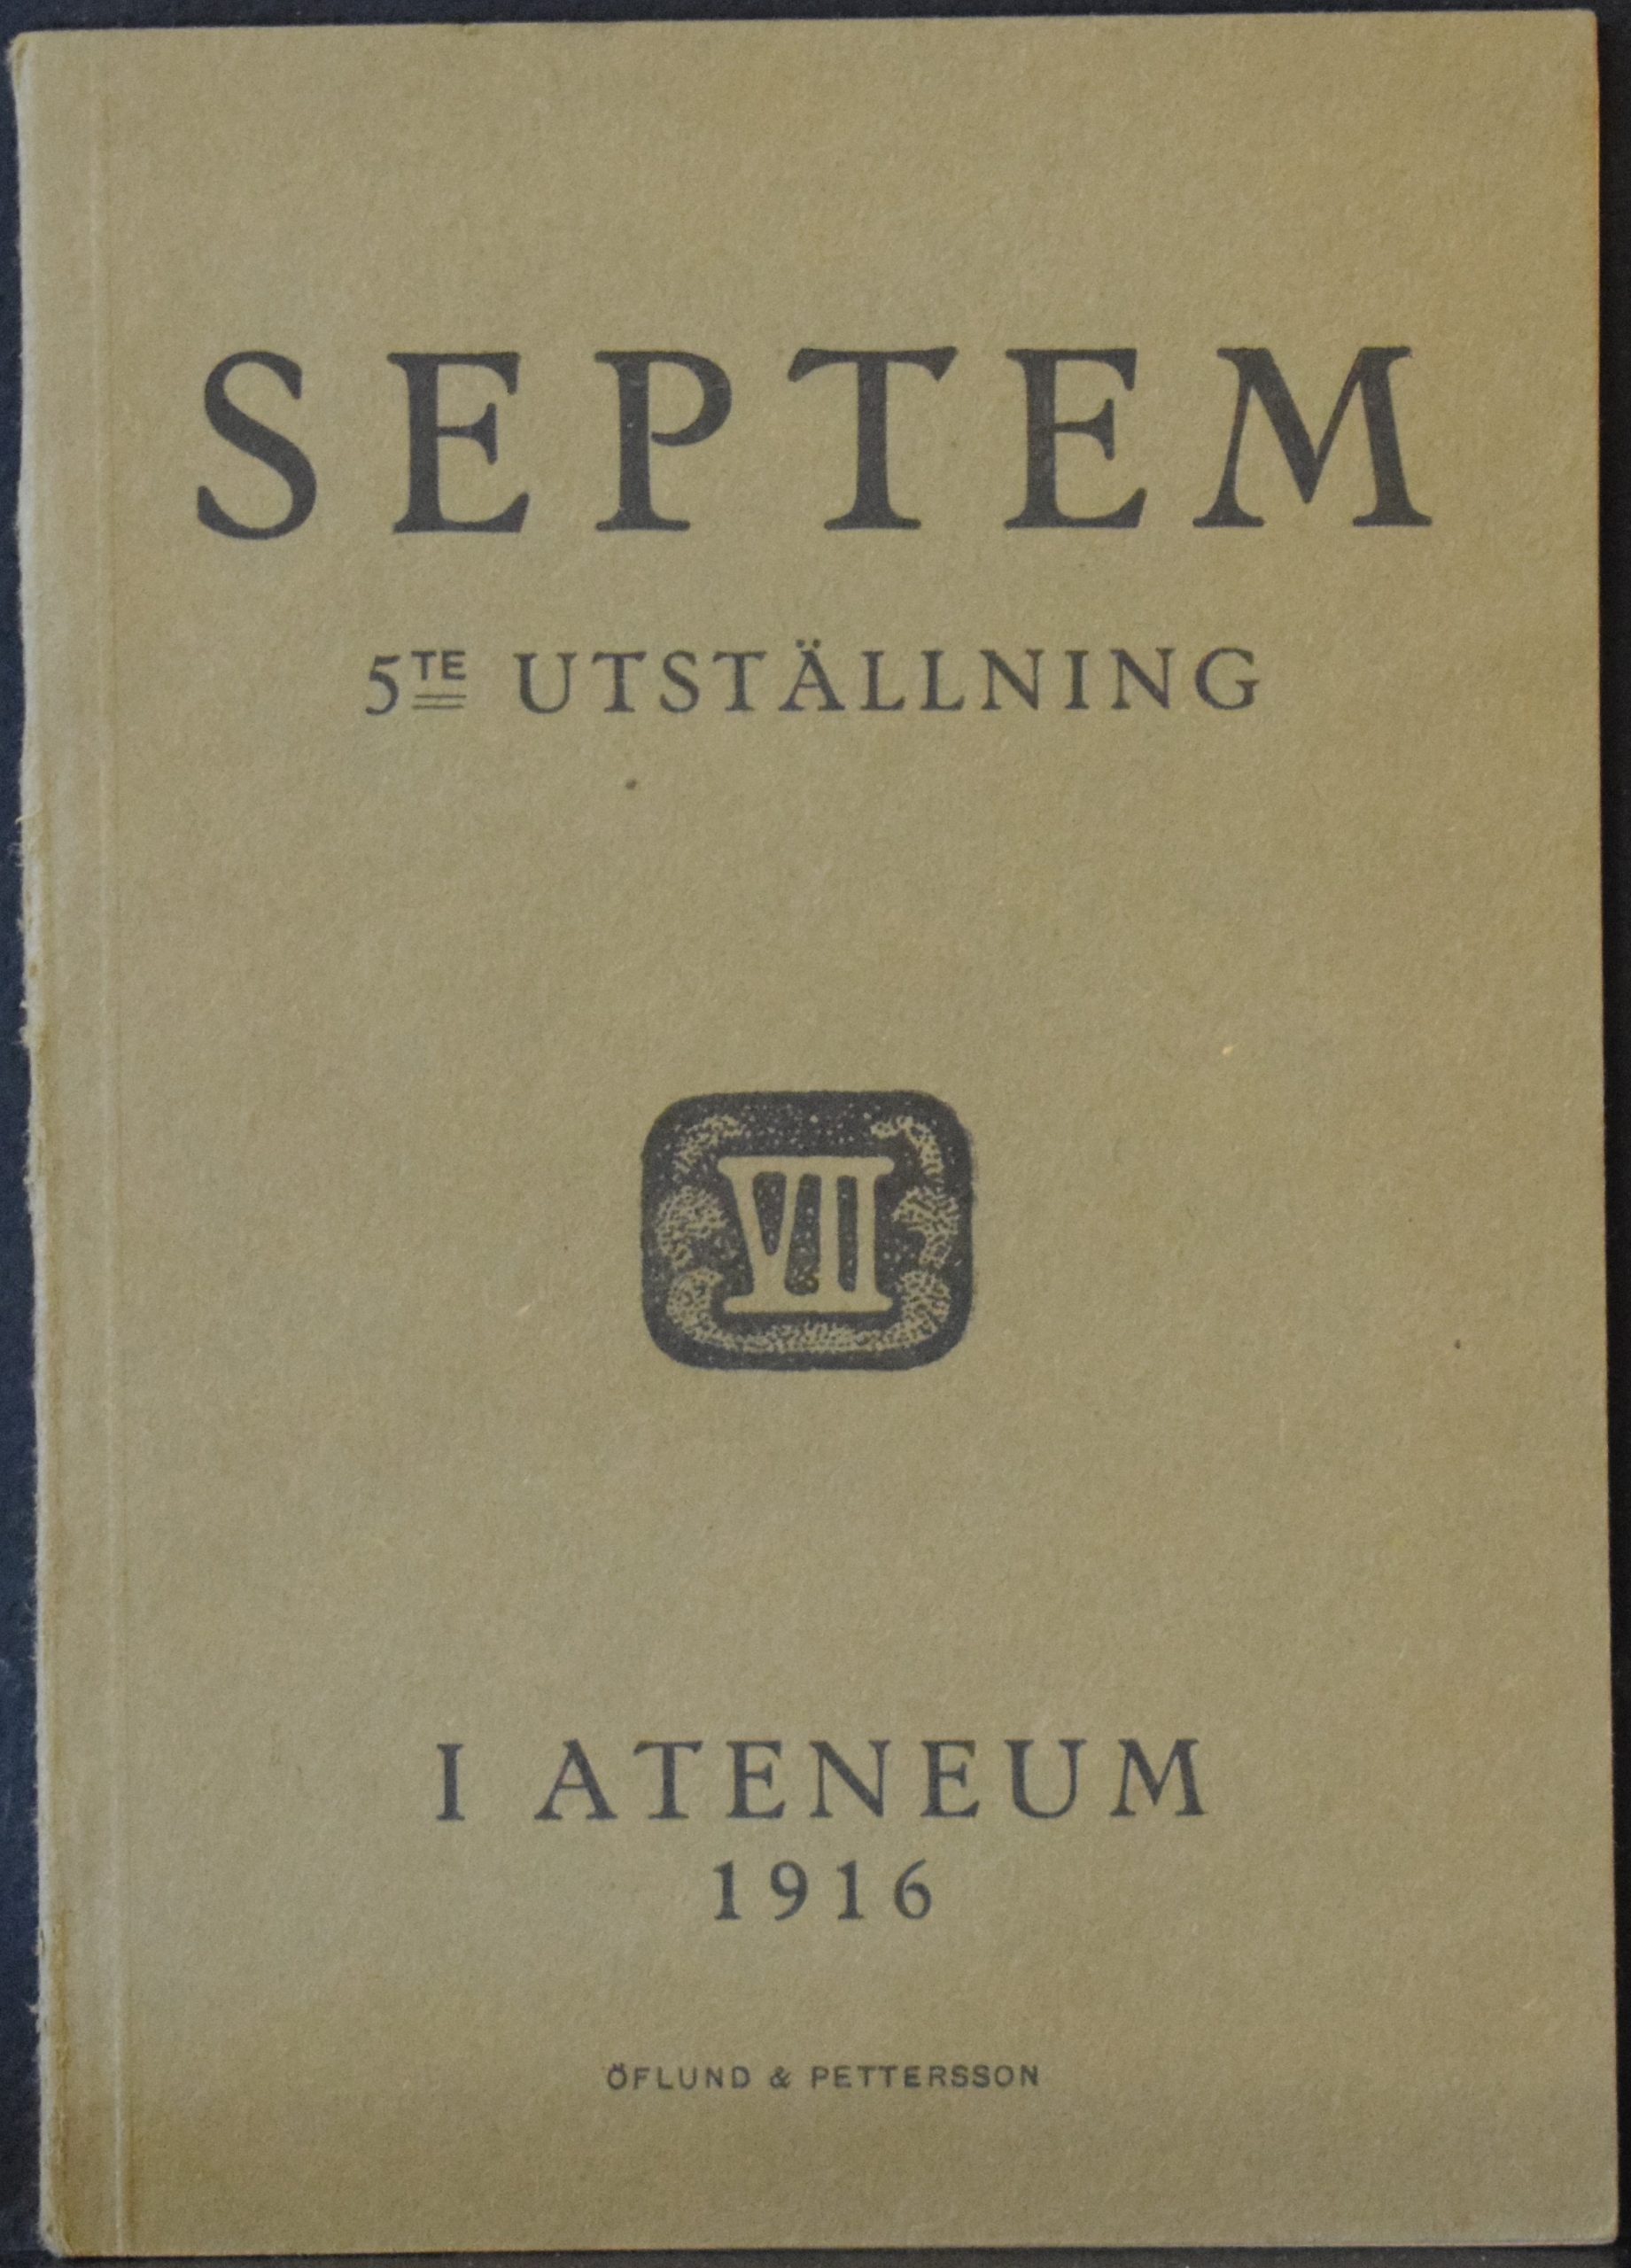 SEPTEM
5TE UTSTÄLLNING
VII
I ATENEUM
1916
ÖFLUND & PETTERSSON